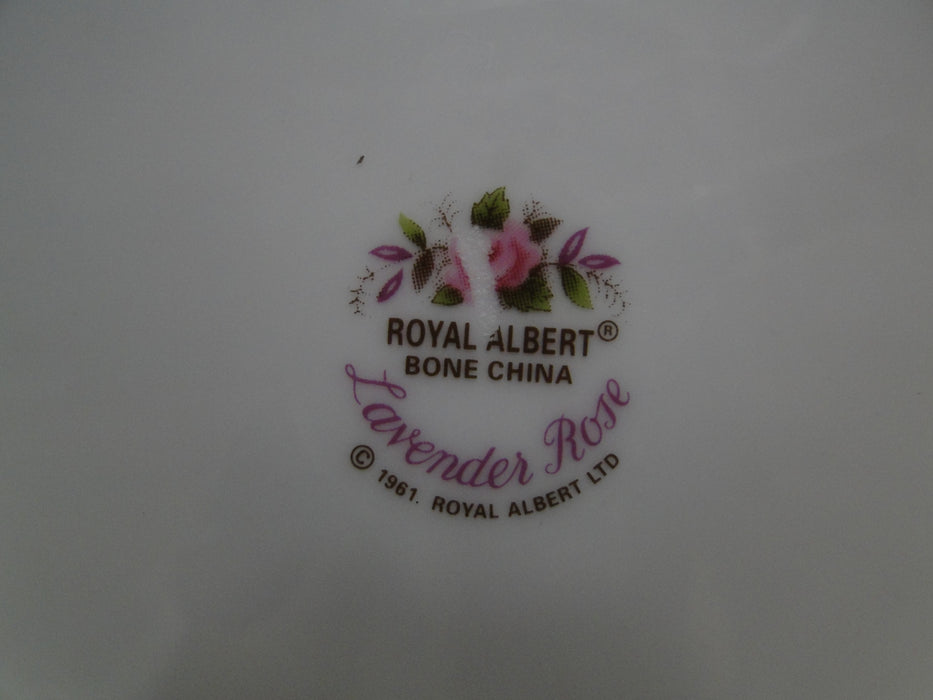 ROYAL ALBERT®
BONE CHINA
Lavender Rose
© 1961. ROYAL ALBERT LTD